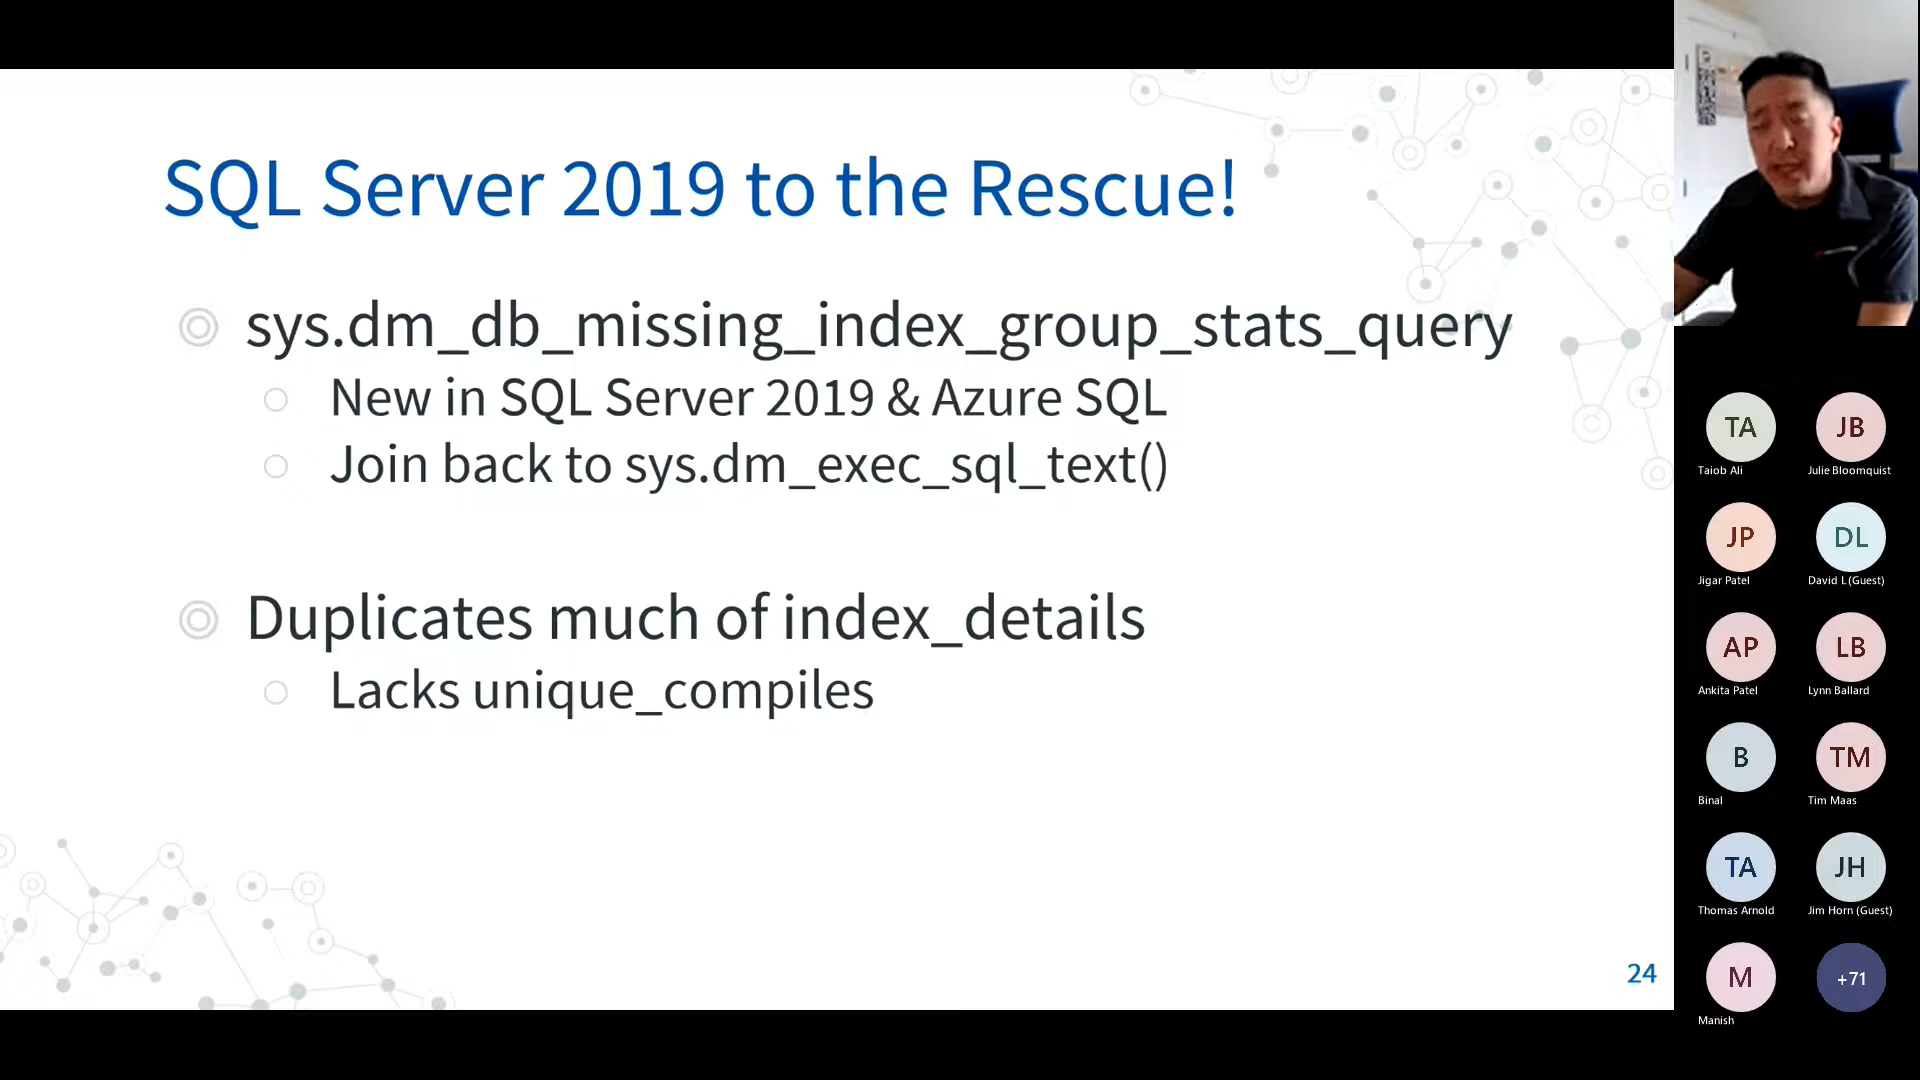 SQL Server 2019 to the Rescue!
sys.dm_db_missing_index_group_stats_query
New in SQL Server 2019 & Azure SQL
Join back to sys.dm_exec_sql_text()
Duplicates much of index_details
Lacks unique_compiles
24
TA
JB
Taiob Ali
Julie Bloomquist
JP
DL
Jigar Patel
David L (Guest)
AP
LB
Ankita Patel
Lynn Ballard
B
TM
Binal
Tim Maas
TA
JH
Thomas Arnold
Jim Horn (Guest)
M
+71
Manish